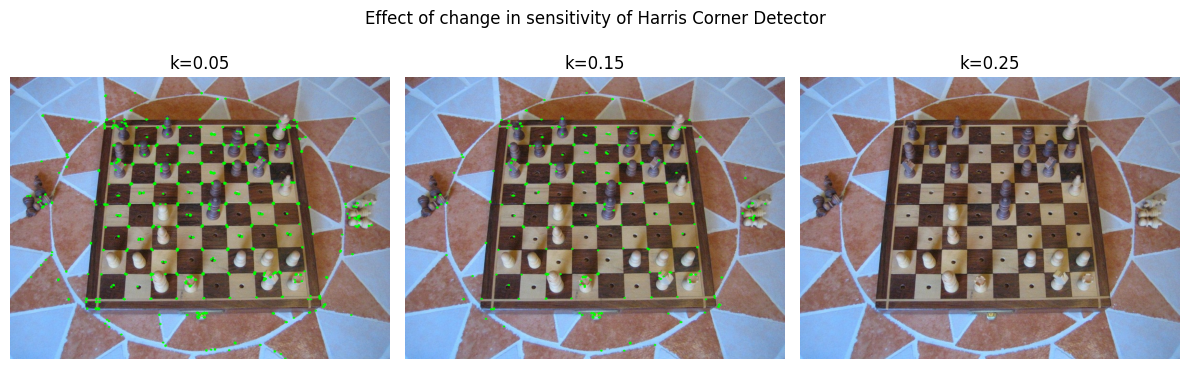 Effect of change in sensitivity of Harris Corner Detector
k=0.05
k=0.15
k=0.25